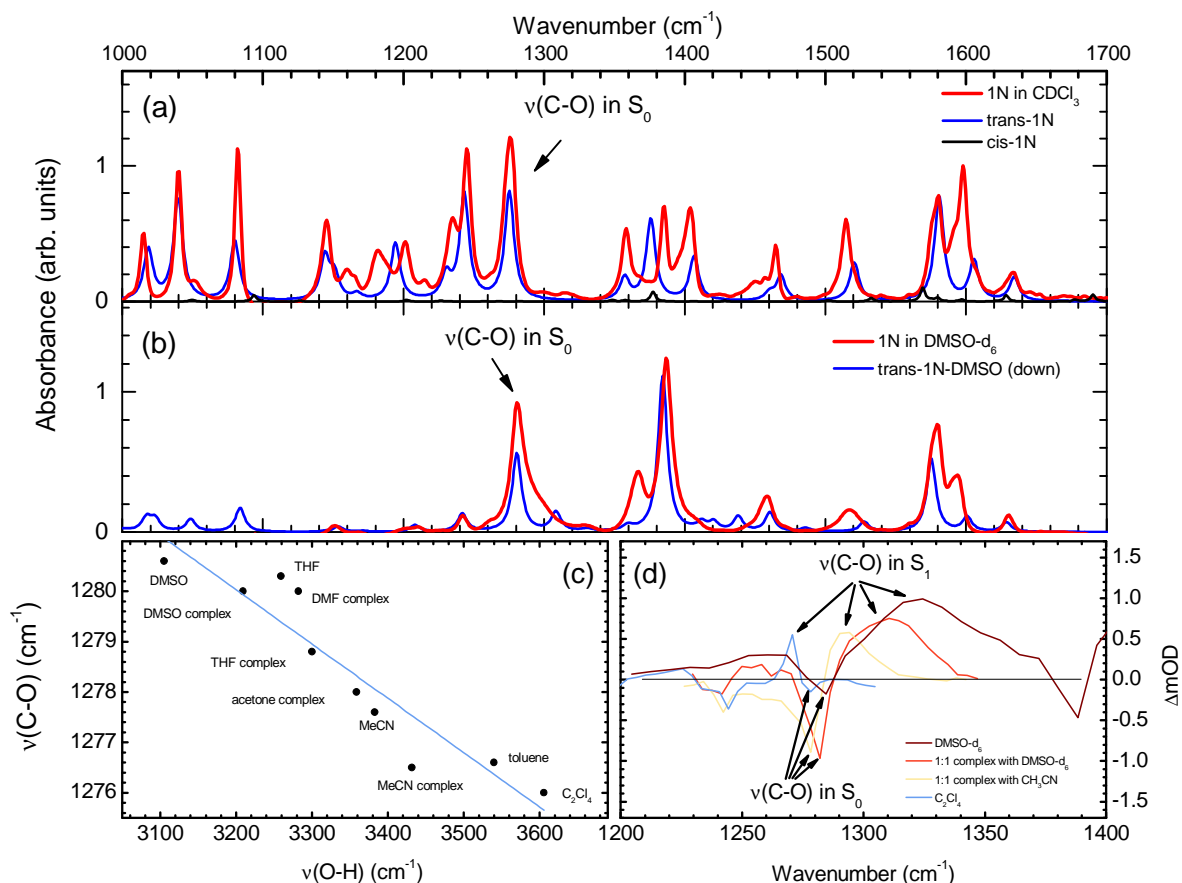 Wavenumber (cm⁻¹)
1000 1100 1200 1300 1400 1500 1600 1700
(a)
ν(C-O) in S₀
1N in CDCl₃
trans-1N
cis-1N
1
0
Absorbance (arb. units)
(b)
ν(C-O) in S₀
1N in DMSO-d₆
trans-1N-DMSO (down)
1
0
(c)
1280
1279
1278
1277
1276
ν(C-O) (cm⁻¹)
DMSO
THF
DMSO complex
DMF complex
THF complex
acetone complex
MeCN
MeCN complex
toluene
C₂Cl₄
3100 3200 3300 3400 3500 3600
ν(O-H) (cm⁻¹)
(d)
ν(C-O) in S₁
ν(C-O) in S₀
DMSO-d₆
1:1 complex with DMSO-d₆
1:1 complex with CH₃CN
C₂Cl₄
1.5
1.0
0.5
0.0
-0.5
-1.0
-1.5
ΔmOD
1200 1250 1300 1350 1400
Wavenumber (cm⁻¹)